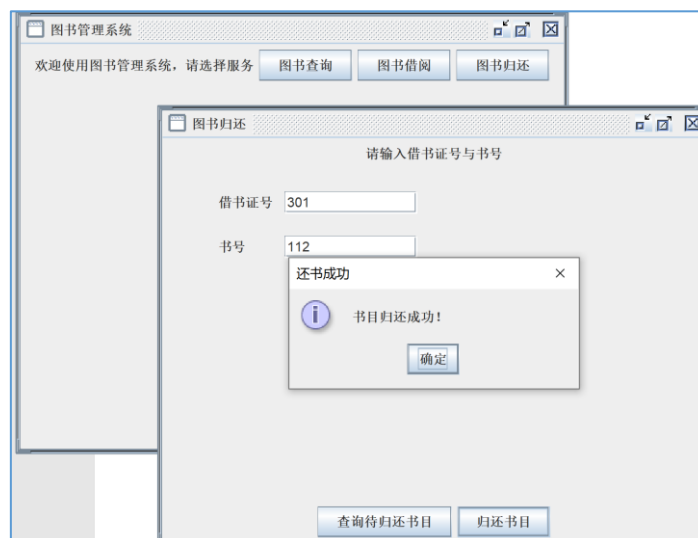 图书管理系统
欢迎使用图书管理系统，请选择服务 图书查询 图书借阅 图书归还
图书归还
请输入借书证号与书号
借书证号 301
书号 112
还书成功
书目归还成功！
确定
查询待归还书目 归还书目